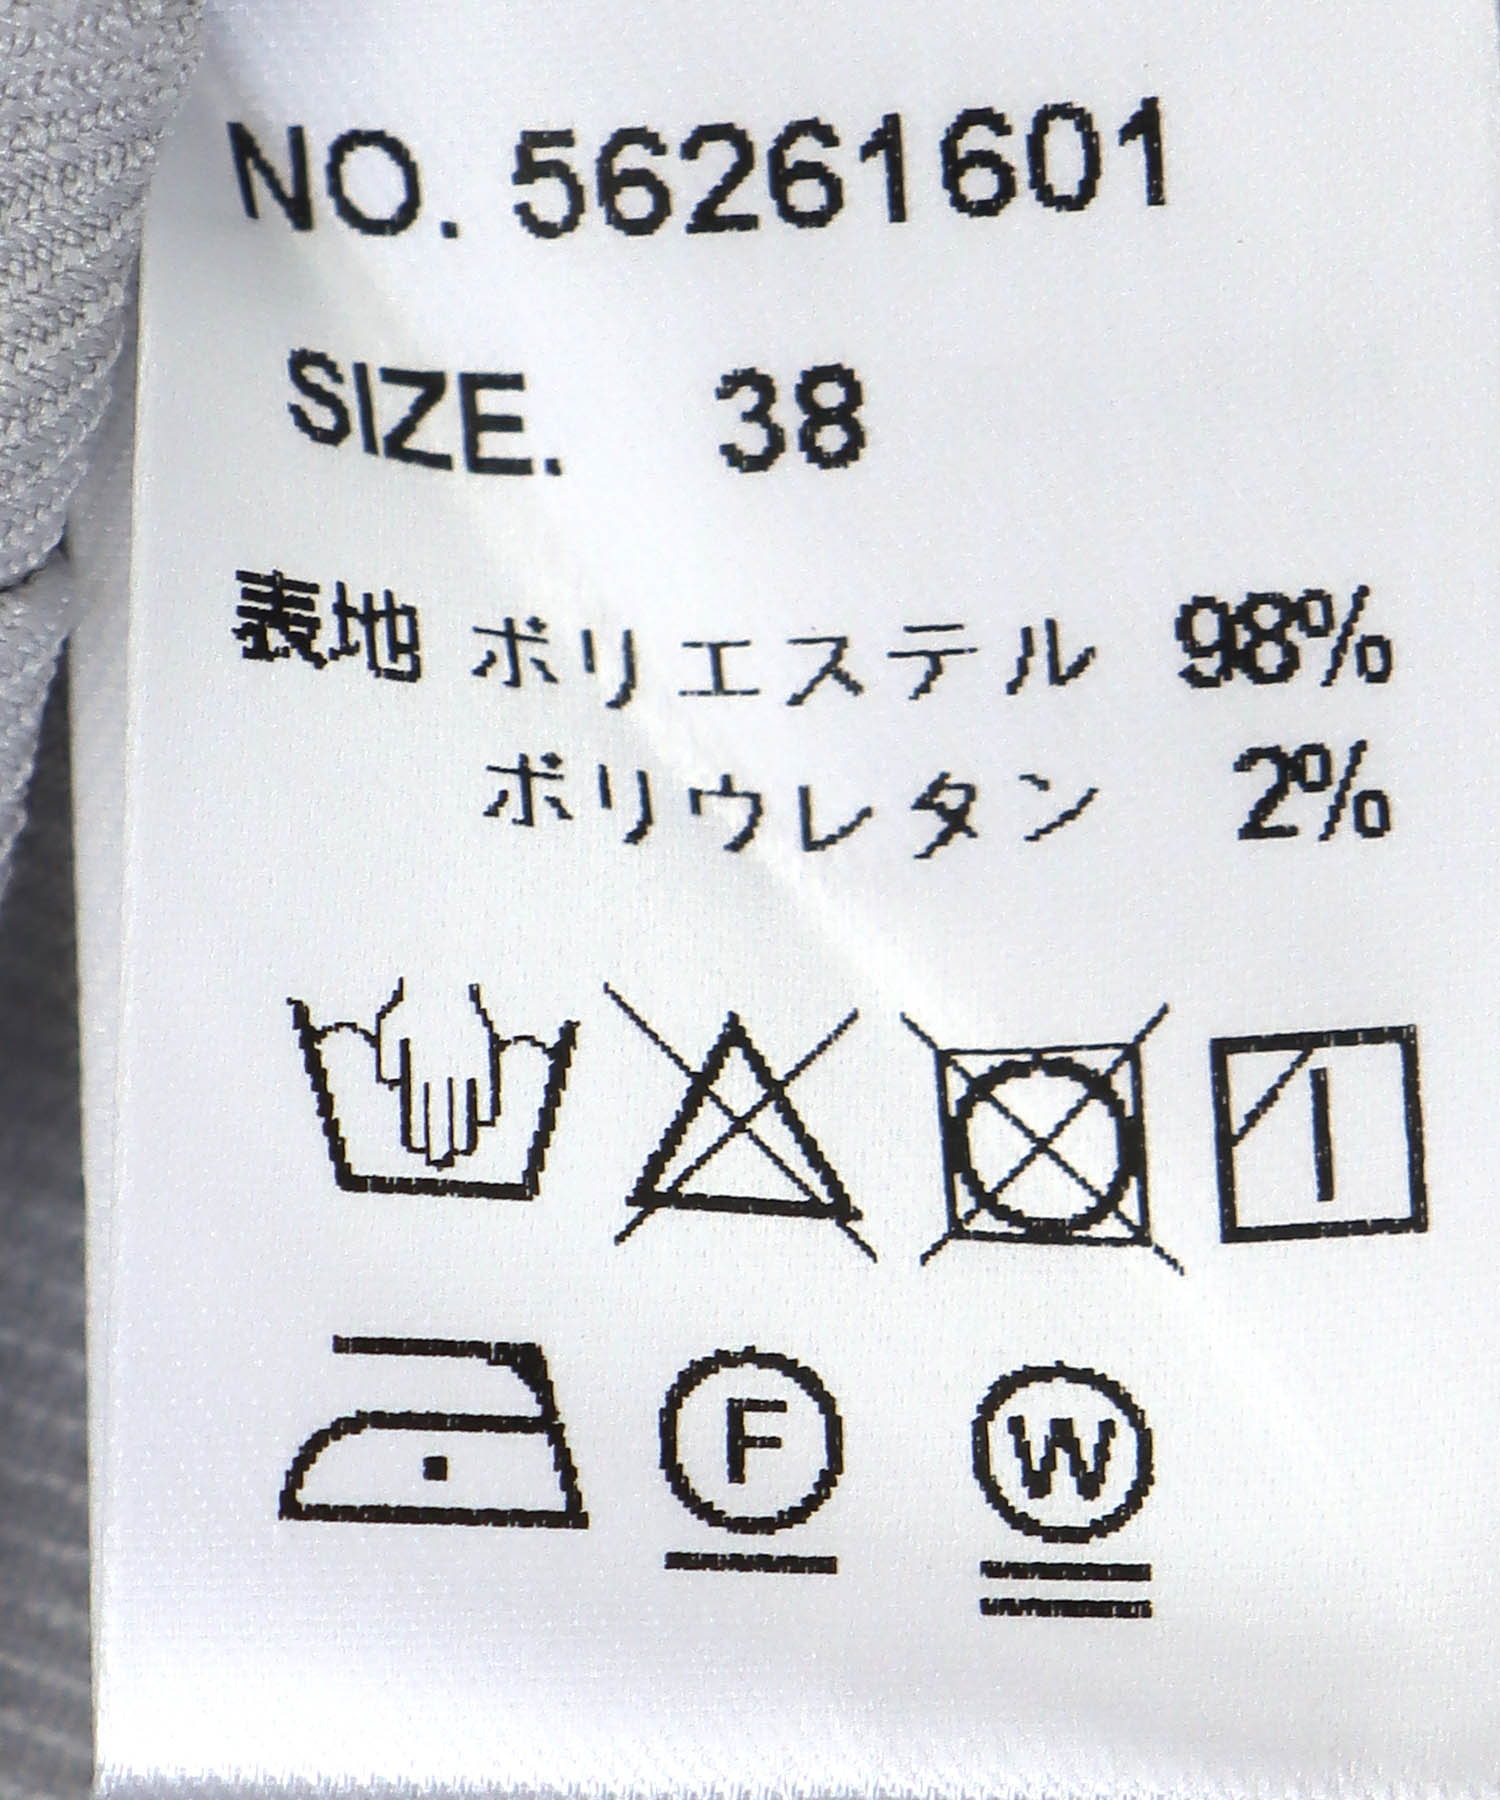 NO. 56261601
SIZE. 38
表地 ポリエステル 98%
ポリウレタン 2%
F W